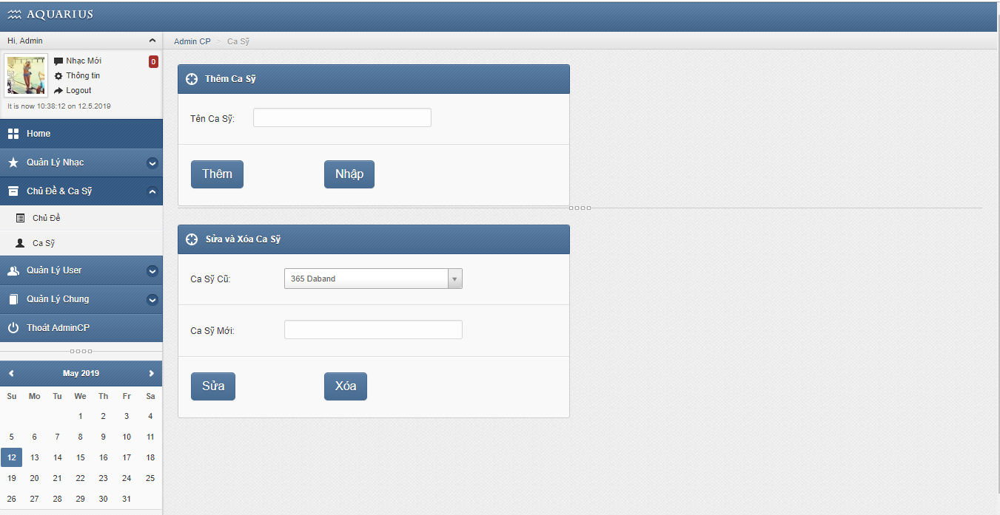 AQUARIUS
Hi, Admin
Admin CP > Ca Sỹ
Nhạc Mới
0
Thông tin
Logout
It is now 10:38:12 on 12.5.2019
Home
Quản Lý Nhạc
Chủ Đề & Ca Sỹ
Chủ Đề
Ca Sỹ
Quản Lý User
Quản Lý Chung
Thoát AdminCP
May 2019
Su Mo Tu We Th Fr Sa
1 2 3 4
5 6 7 8 9 10 11
12 13 14 15 16 17 18
19 20 21 22 23 24 25
26 27 28 29 30 31
Thêm Ca Sỹ
Tên Ca Sỹ:
Thêm Nhập
Sửa và Xóa Ca Sỹ
Ca Sỹ Cũ: 365 Daband
Ca Sỹ Mới:
Sửa Xóa